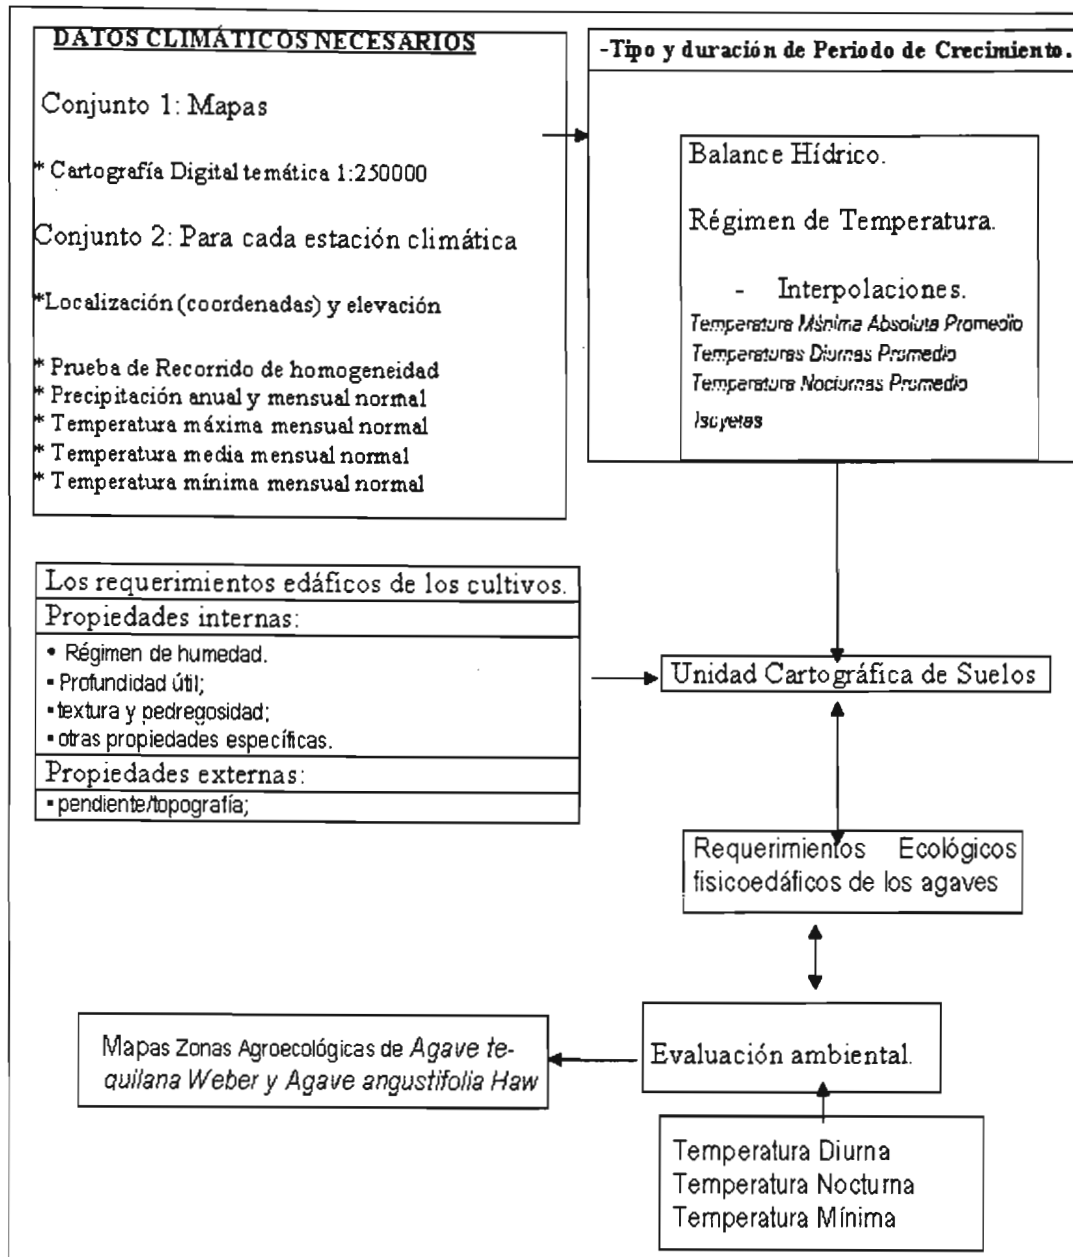 DATOS CLIMÁTICOS NECESARIOS
Conjunto 1: Mapas
* Cartografía Digital temática 1:250000
Conjunto 2: Para cada estación climática
*Localización (coordenadas) y elevación
* Prueba de Recorrido de homogeneidad
* Precipitación anual y mensual normal
* Temperatura máxima mensual normal
* Temperatura media mensual normal
* Temperatura mínima mensual normal
-Tipo y duración de Periodo de Crecimiento.
Balance Hídrico.
Régimen de Temperatura.
- Interpolaciones.
Temperatura Mínima Absoluta Promedio
Temperaturas Diurnas Promedio
Temperatura Nocturnas Promedio
Isoyetas
Los requerimientos edáficos de los cultivos.
Propiedades internas:
• Régimen de humedad.
▪ Profundidad útil;
▪ textura y pedregosidad;
▪ otras propiedades específicas.
Propiedades externas:
▪ pendiente/topografía;
Unidad Cartográfica de Suelos
Requerimientos Ecológicos
fisicoedáficos de los agaves
Evaluación ambiental.
Mapas Zonas Agroecológicas de Agave te-
quilana Weber y Agave angustifolia Haw
Temperatura Diurna
Temperatura Nocturna
Temperatura Mínima